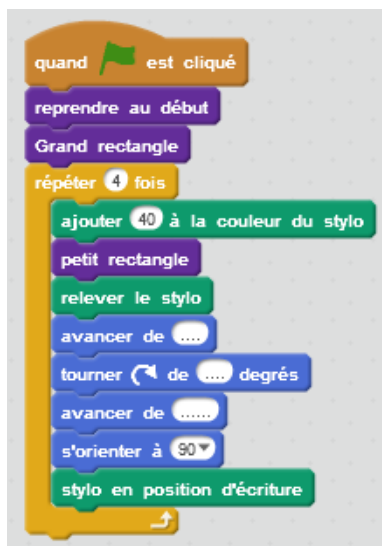 quand est cliqué
reprendre au début
Grand rectangle
répéter 4 fois
ajouter 40 à la couleur du stylo
petit rectangle
relever le stylo
avancer de ....
tourner de .... degrés
avancer de ......
s'orienter à 90
stylo en position d'écriture